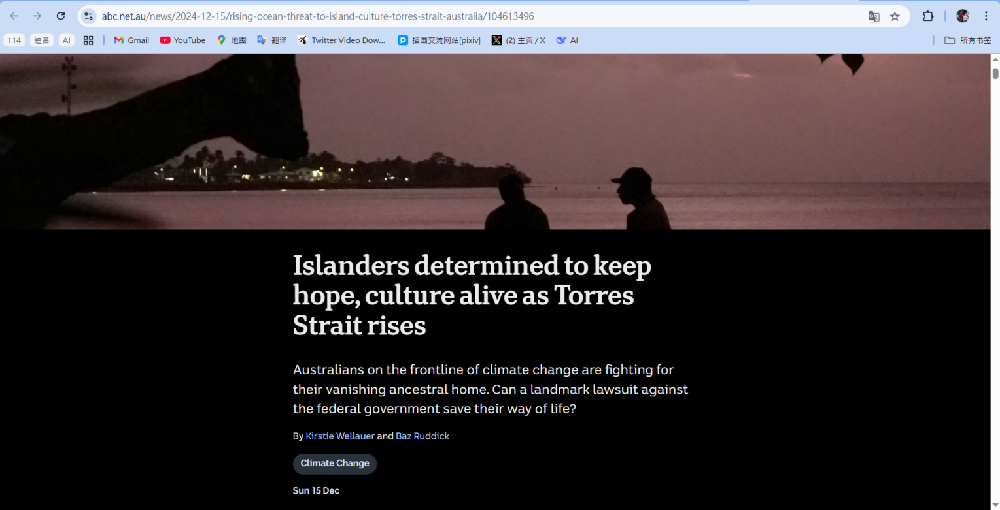 abc.net.au/news/2024-12-15/rising-ocean-threat-to-island-culture-torres-strait-australia/104613496
114 追番 AI Gmail YouTube 地图 翻译 Twitter Video Dow... 插画交流网站[pixiv] (2) 主页 / X AI 所有书签
Islanders determined to keep
hope, culture alive as Torres
Strait rises
Australians on the frontline of climate change are fighting for
their vanishing ancestral home. Can a landmark lawsuit against
the federal government save their way of life?
By Kirstie Wellauer and Baz Ruddick
Climate Change
Sun 15 Dec